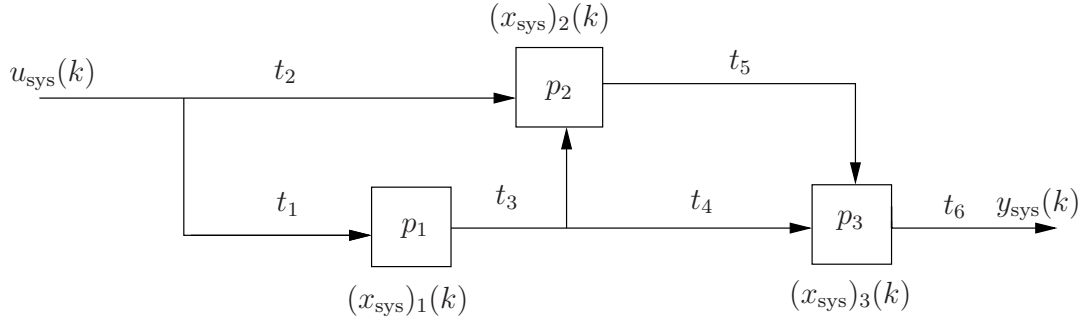 (x_sys)_2(k)
u_sys(k)
t_2
p_2
t_5
t_1
p_1
t_3
t_4
p_3
t_6
y_sys(k)
(x_sys)_1(k)
(x_sys)_3(k)